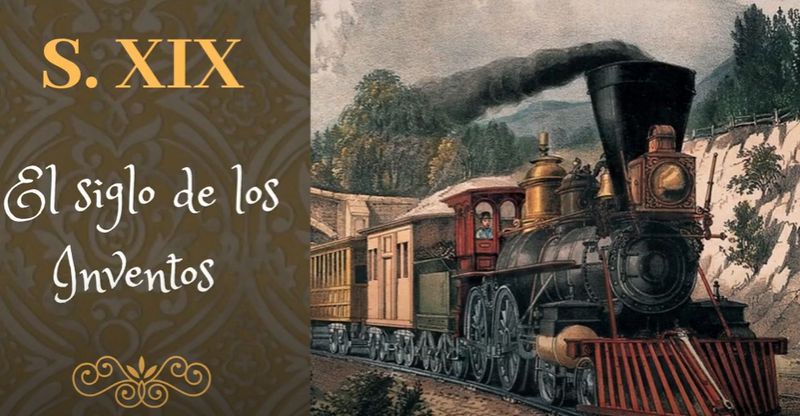 S. XIX
El siglo de los
Inventos